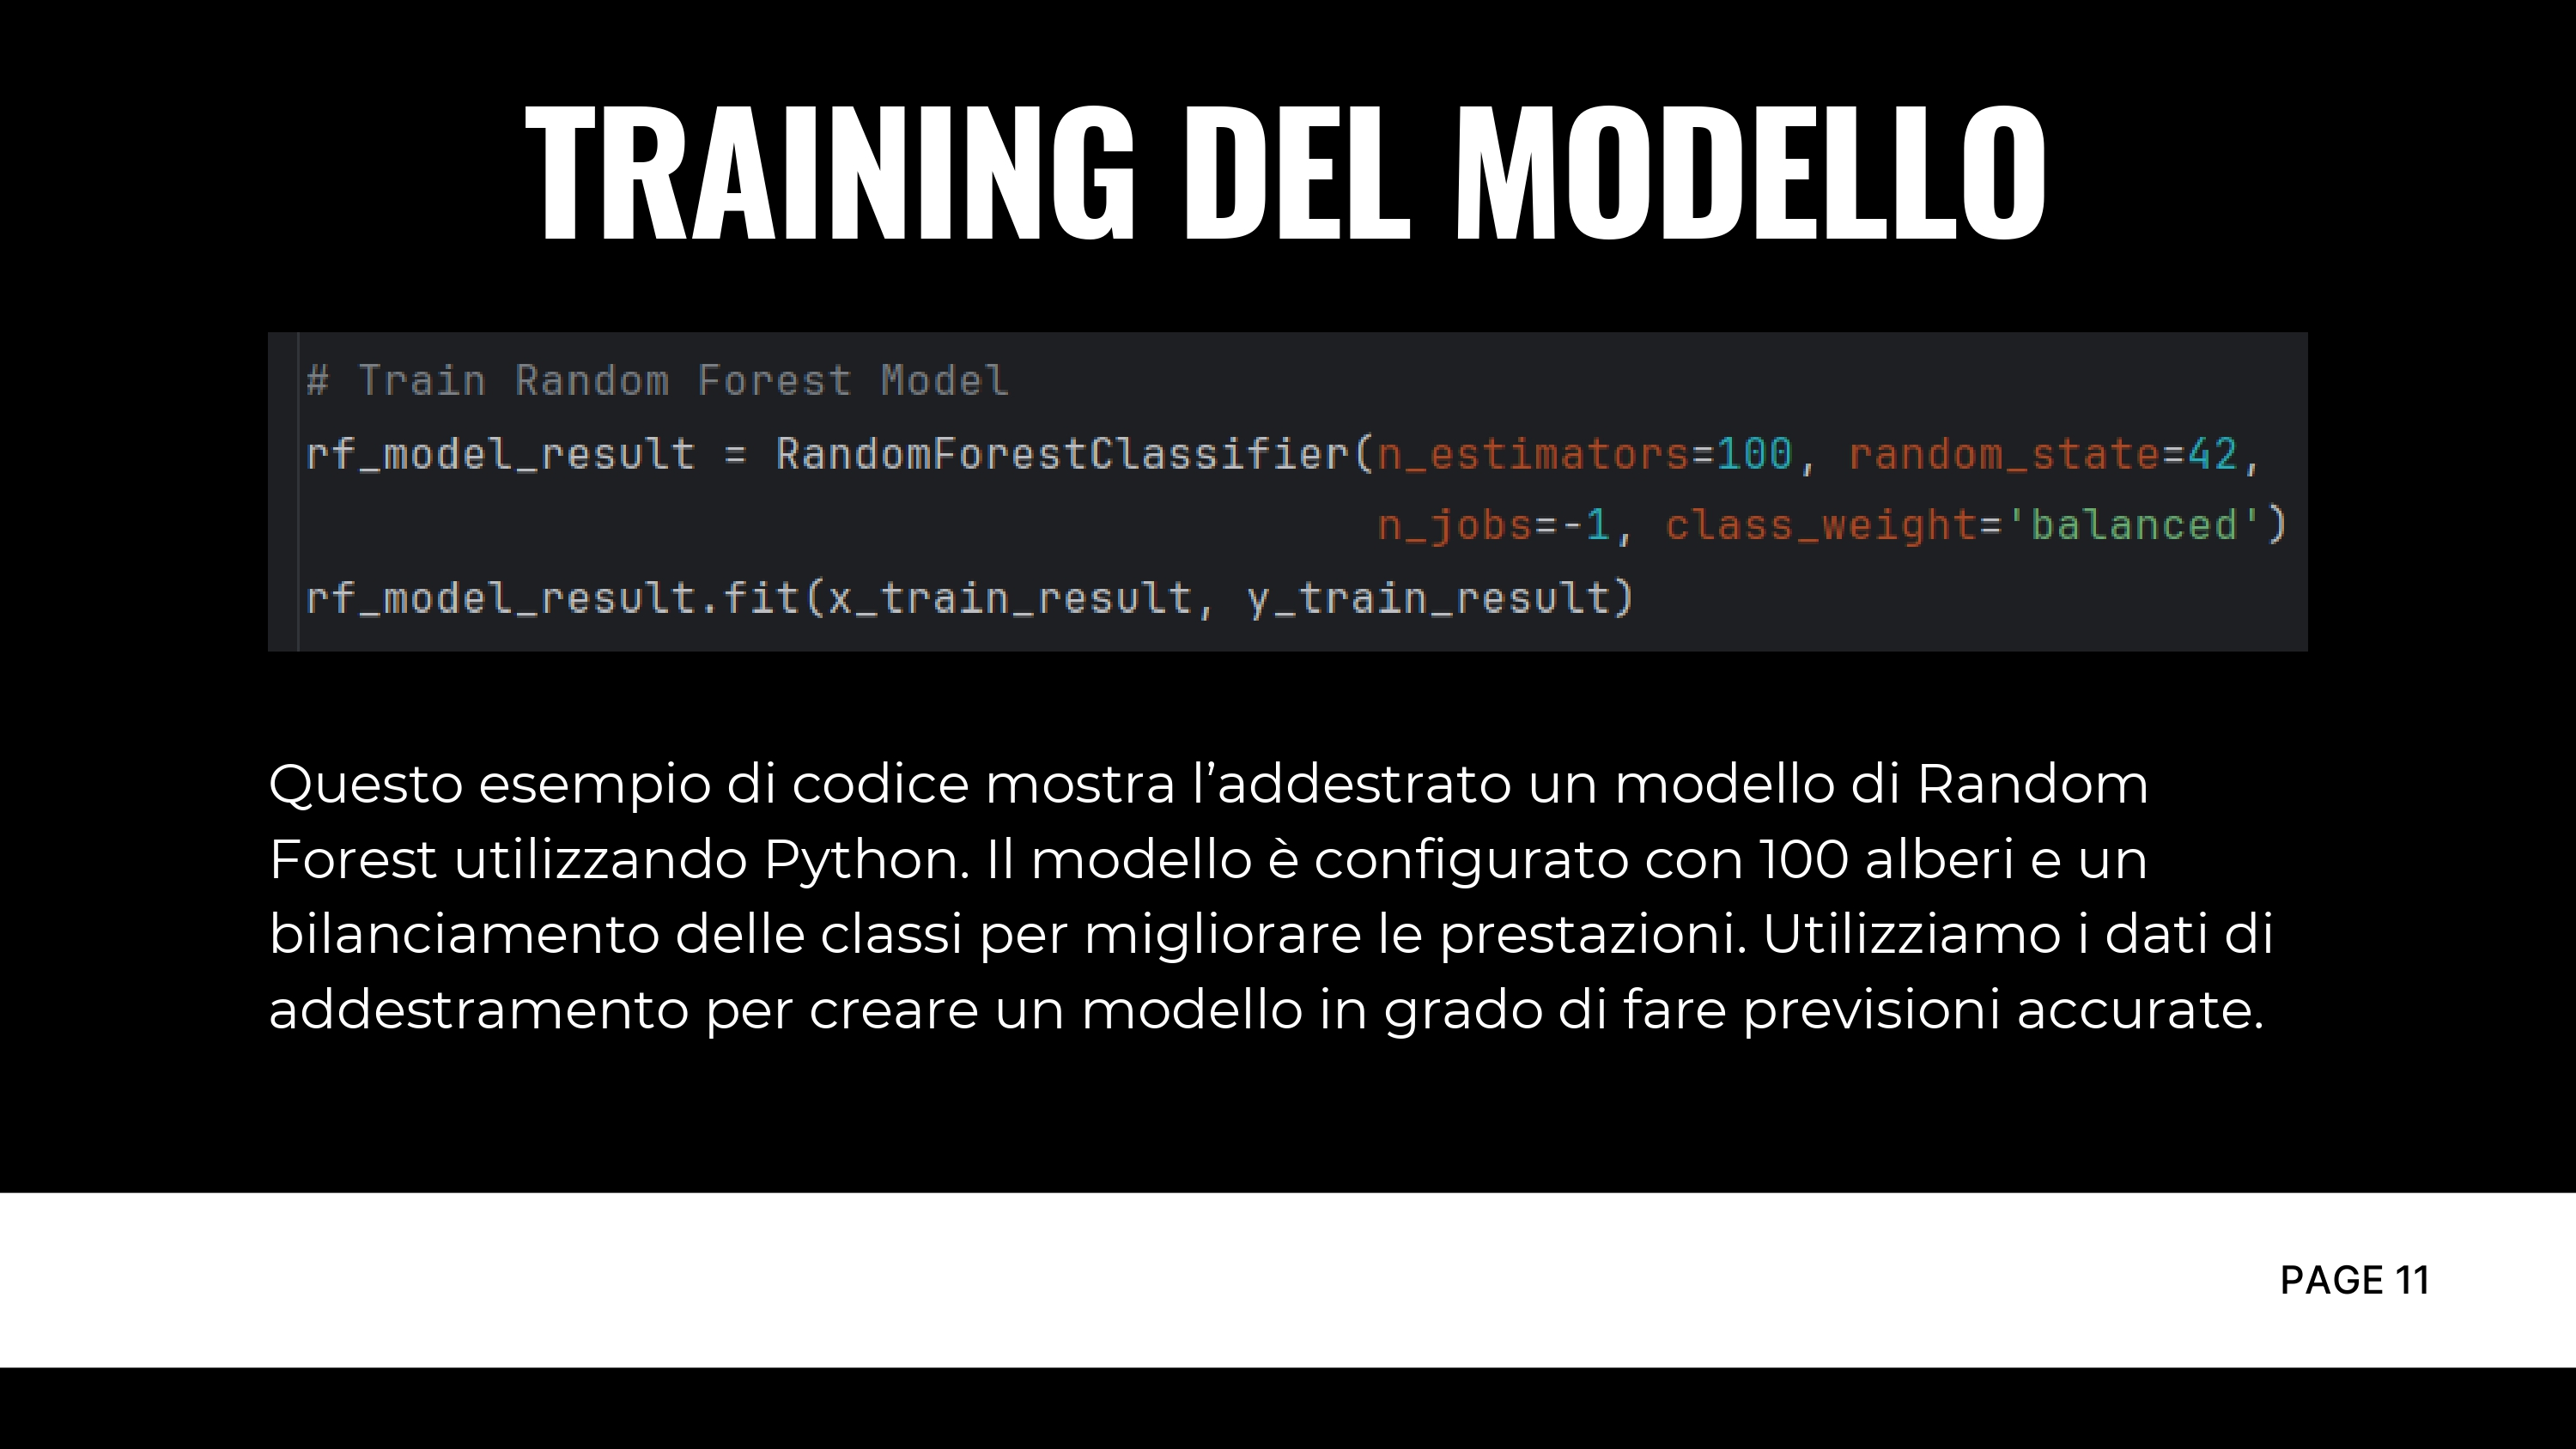 TRAINING DEL MODELLO
# Train Random Forest Model
rf_model_result = RandomForestClassifier(n_estimators=100, random_state=42,
n_jobs=-1, class_weight='balanced')
rf_model_result.fit(x_train_result, y_train_result)
Questo esempio di codice mostra l’addestrato un modello di Random
Forest utilizzando Python. Il modello è configurato con 100 alberi e un
bilanciamento delle classi per migliorare le prestazioni. Utilizziamo i dati di
addestramento per creare un modello in grado di fare previsioni accurate.
PAGE 11